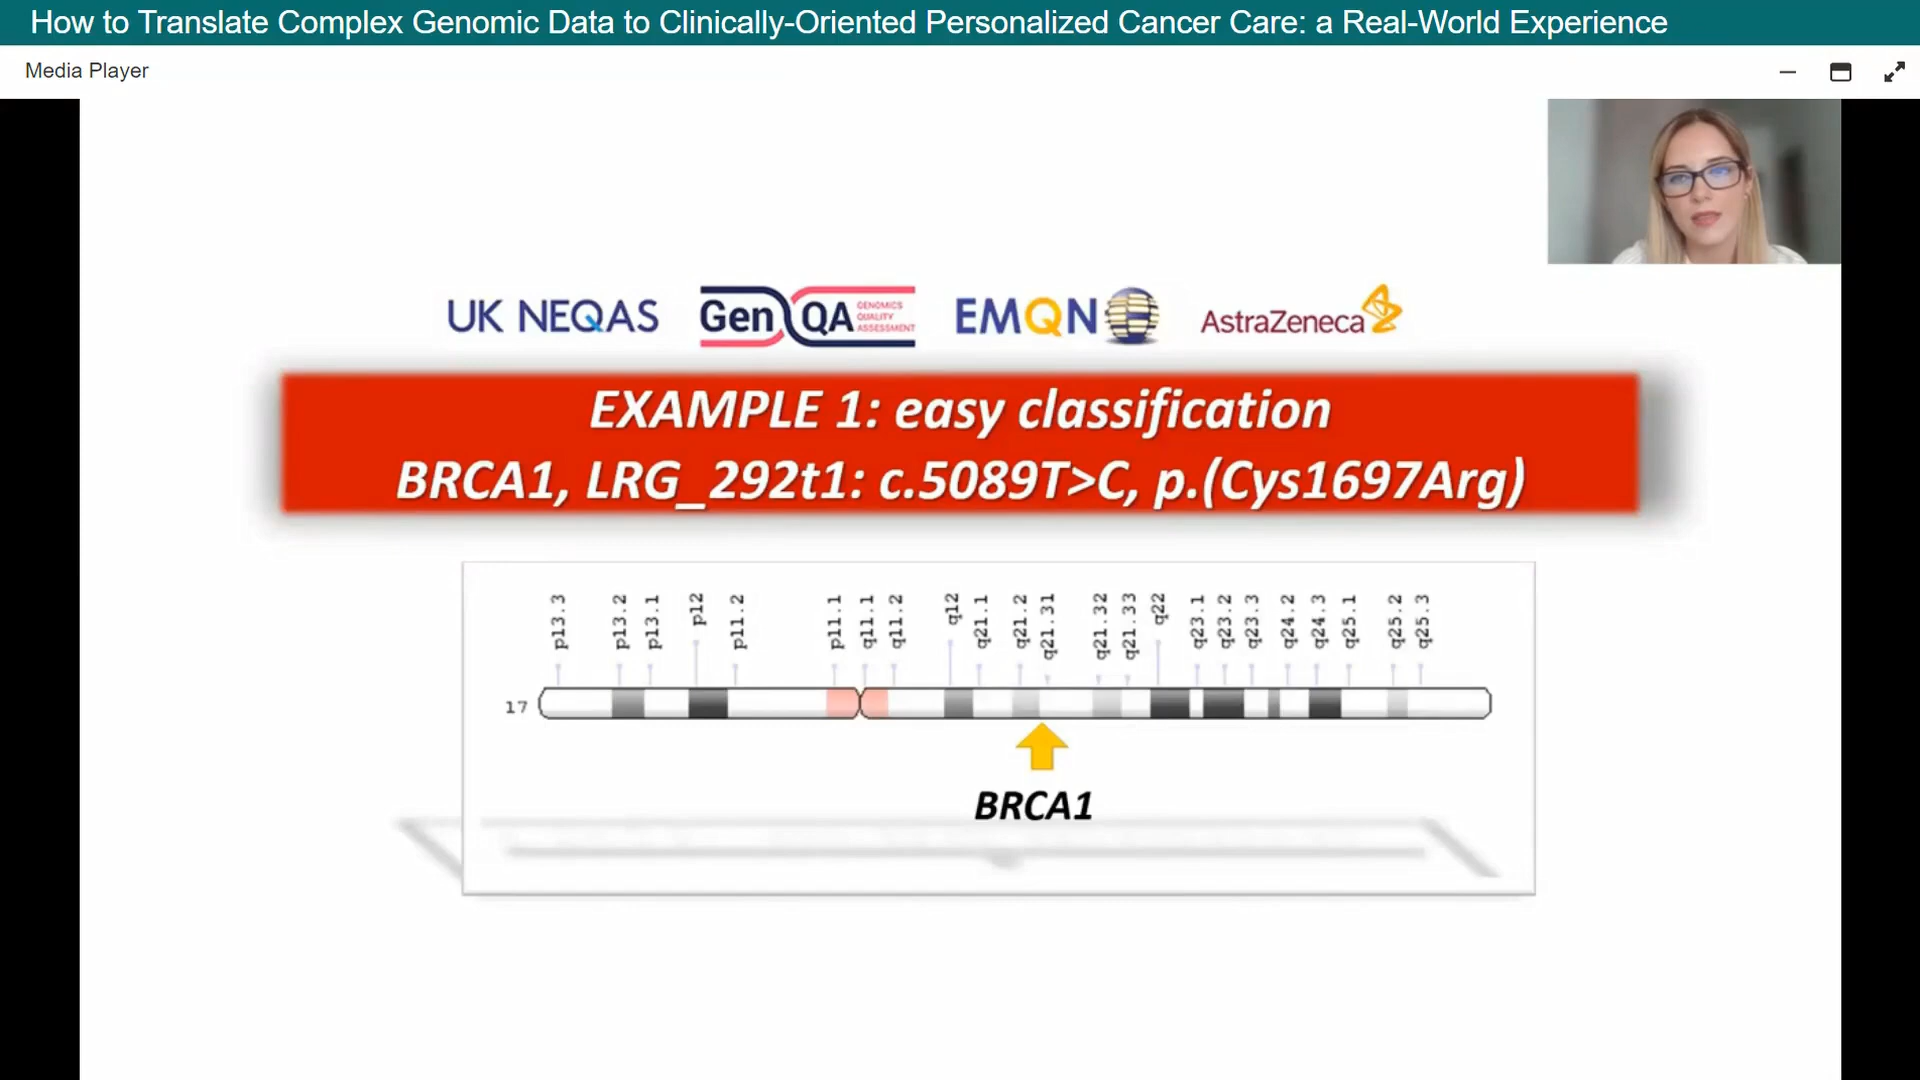 How to Translate Complex Genomic Data to Clinically-Oriented Personalized Cancer Care: a Real-World Experience
Media Player
UK NEQAS
GenQA GENOMICS QUALITY ASSESSMENT
EMQN
AstraZeneca
EXAMPLE 1: easy classification
BRCA1, LRG_292t1: c.5089T>C, p.(Cys1697Arg)
p13.3 p13.2 p13.1 p12 p11.2 p11.1 q11.1 q11.2 q12 q21.1 q21.2 q21.31 q21.32 q21.33 q22 q23.1 q23.2 q23.3 q24.2 q24.3 q25.1 q25.2 q25.3
17
BRCA1